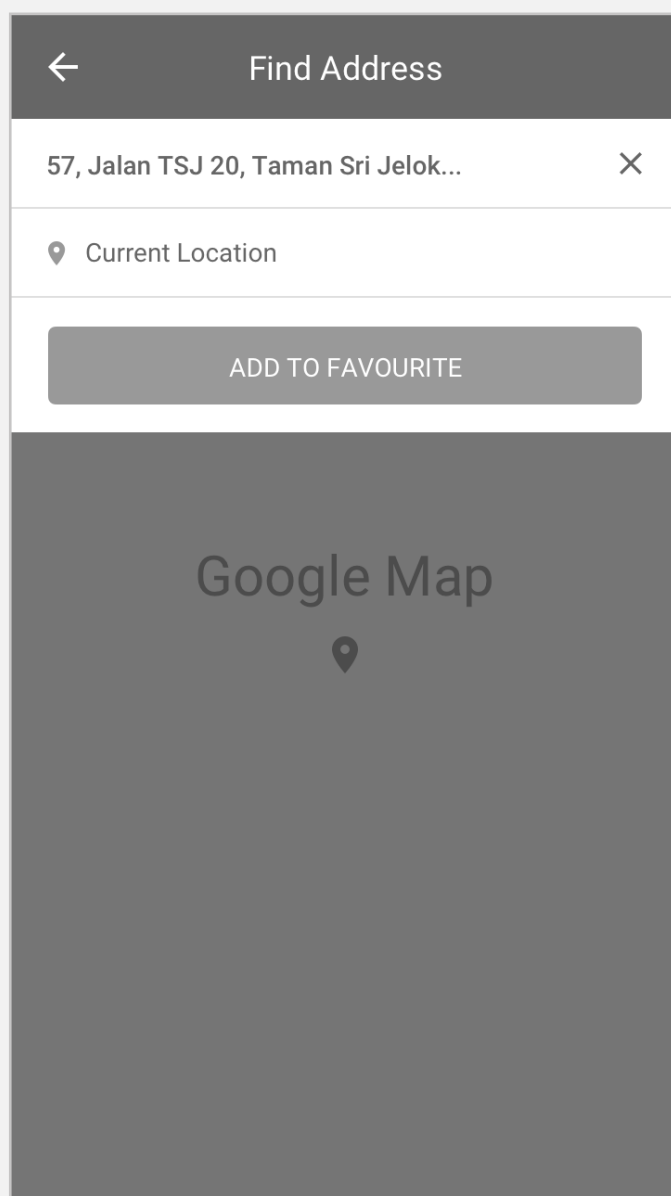 Find Address
57, Jalan TSJ 20, Taman Sri Jelok...
Current Location
ADD TO FAVOURITE
Google Map